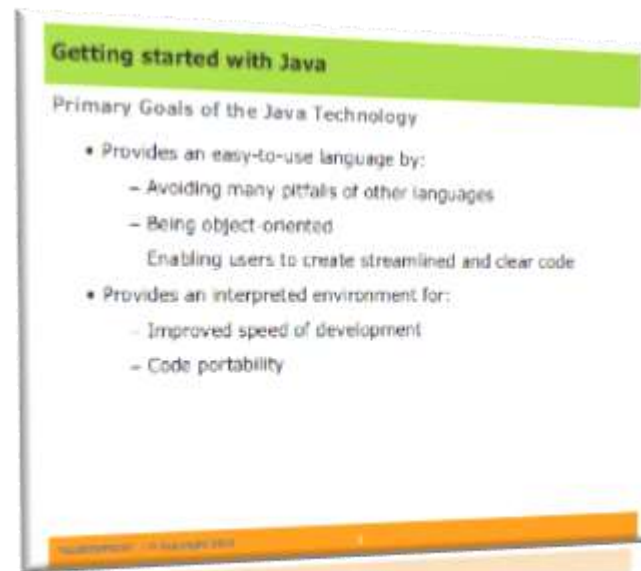 Getting started with Java
Primary Goals of the Java Technology
• Provides an easy-to-use language by:
– Avoiding many pitfalls of other languages
– Being object-oriented
Enabling users to create streamlined and clear code
• Provides an interpreted environment for:
– Improved speed of development
– Code portability